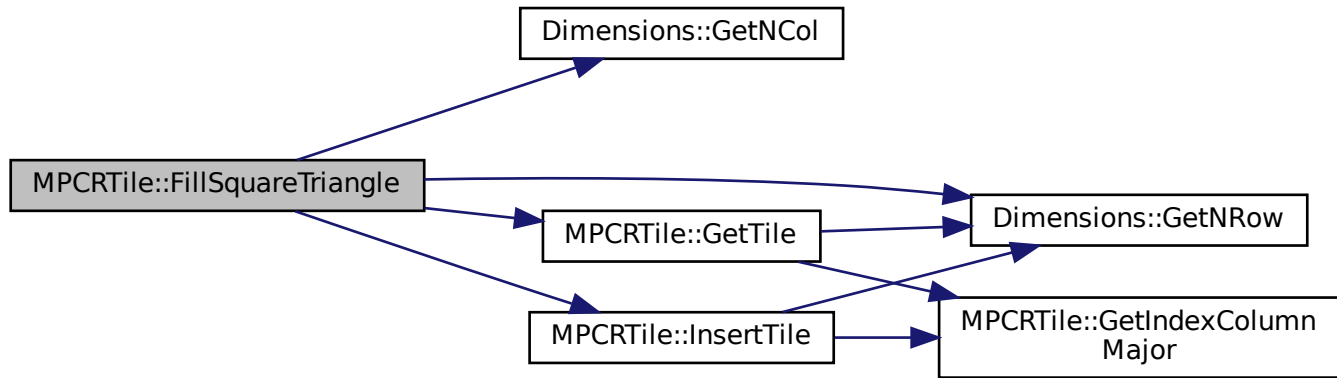 Dimensions::GetNCol
MPCRTile::FillSquareTriangle
Dimensions::GetNRow
MPCRTile::GetTile
MPCRTile::InsertTile
MPCRTile::GetIndexColumn
Major